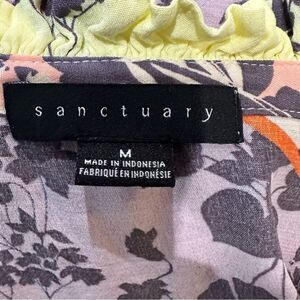 sanctuary
M
MADE IN INDONESIA
FABRIQUÉ EN INDONÉSIE